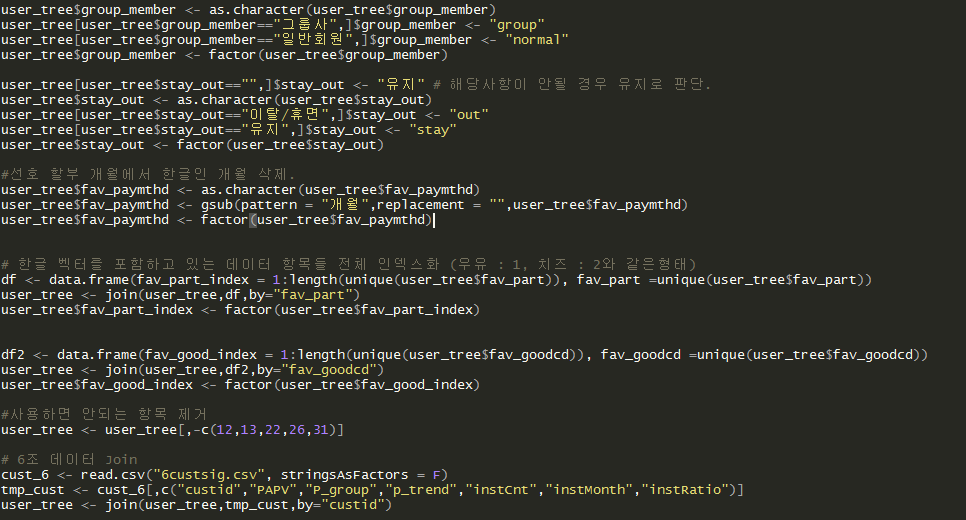 user_tree$group_member <- as.character(user_tree$group_member)
user_tree[user_tree$group_member=="그룹사",]$group_member <- "group"
user_tree[user_tree$group_member=="일반회원",]$group_member <- "normal"
user_tree$group_member <- factor(user_tree$group_member)
user_tree[user_tree$stay_out=="",]$stay_out <- "유지" # 해당사항이 안될 경우 유지로 판단.
user_tree$stay_out <- as.character(user_tree$stay_out)
user_tree[user_tree$stay_out=="이탈/휴면",]$stay_out <- "out"
user_tree[user_tree$stay_out=="유지",]$stay_out <- "stay"
user_tree$stay_out <- factor(user_tree$stay_out)
#선호 할부 개월에서 한글인 개월 삭제.
user_tree$fav_paymthd <- as.character(user_tree$fav_paymthd)
user_tree$fav_paymthd <- gsub(pattern = "개월",replacement = "",user_tree$fav_paymthd)
user_tree$fav_paymthd <- factor(user_tree$fav_paymthd)
# 한글 벡터를 포함하고 있는 데이터 항목들 전체 인덱스화 (우유 : 1, 치즈 : 2와 같은형태)
df <- data.frame(fav_part_index = 1:length(unique(user_tree$fav_part)), fav_part =unique(user_tree$fav_part))
user_tree <- join(user_tree,df,by="fav_part")
user_tree$fav_part_index <- factor(user_tree$fav_part_index)
df2 <- data.frame(fav_good_index = 1:length(unique(user_tree$fav_goodcd)), fav_goodcd =unique(user_tree$fav_goodcd))
user_tree <- join(user_tree,df2,by="fav_goodcd")
user_tree$fav_good_index <- factor(user_tree$fav_good_index)
#사용하면 안되는 항목 제거
user_tree <- user_tree[,-c(12,13,22,26,31)]
# 6조 데이터 Join
cust_6 <- read.csv("6custsig.csv", stringsAsFactors = F)
tmp_cust <- cust_6[,c("custid","PAPV","P_group","p_trend","instCnt","instMonth","instRatio")]
user_tree <- join(user_tree,tmp_cust,by="custid")